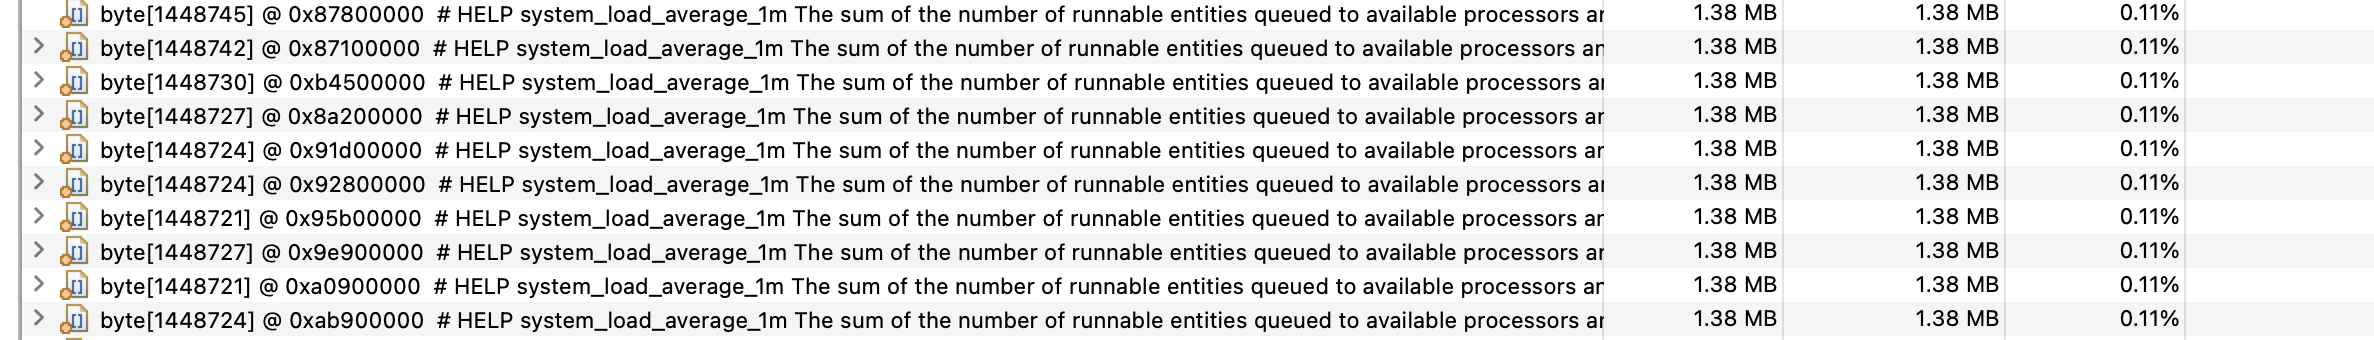 byte[1448745] @ 0x87800000 # HELP system_load_average_1m The sum of the number of runnable entities queued to available processors ar 1.38 MB 1.38 MB 0.11%
byte[1448742] @ 0x87100000 # HELP system_load_average_1m The sum of the number of runnable entities queued to available processors an 1.38 MB 1.38 MB 0.11%
byte[1448730] @ 0xb4500000 # HELP system_load_average_1m The sum of the number of runnable entities queued to available processors ar 1.38 MB 1.38 MB 0.11%
byte[1448727] @ 0x8a200000 # HELP system_load_average_1m The sum of the number of runnable entities queued to available processors ar 1.38 MB 1.38 MB 0.11%
byte[1448724] @ 0x91d00000 # HELP system_load_average_1m The sum of the number of runnable entities queued to available processors ar 1.38 MB 1.38 MB 0.11%
byte[1448724] @ 0x92800000 # HELP system_load_average_1m The sum of the number of runnable entities queued to available processors ar 1.38 MB 1.38 MB 0.11%
byte[1448721] @ 0x95b00000 # HELP system_load_average_1m The sum of the number of runnable entities queued to available processors ar 1.38 MB 1.38 MB 0.11%
byte[1448727] @ 0x9e900000 # HELP system_load_average_1m The sum of the number of runnable entities queued to available processors ar 1.38 MB 1.38 MB 0.11%
byte[1448721] @ 0xa0900000 # HELP system_load_average_1m The sum of the number of runnable entities queued to available processors an 1.38 MB 1.38 MB 0.11%
byte[1448724] @ 0xab900000 # HELP system_load_average_1m The sum of the number of runnable entities queued to available processors ar 1.38 MB 1.38 MB 0.11%